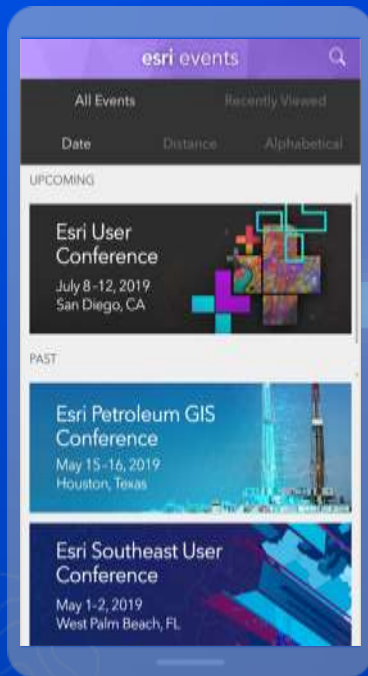 esri events
All Events Recently Viewed
Date Distance Alphabetical
UPCOMING
Esri User
Conference
July 8-12, 2019
San Diego, CA
PAST
Esri Petroleum GIS
Conference
May 15-16, 2019
Houston, Texas
Esri Southeast User
Conference
May 1-2, 2019
West Palm Beach, FL